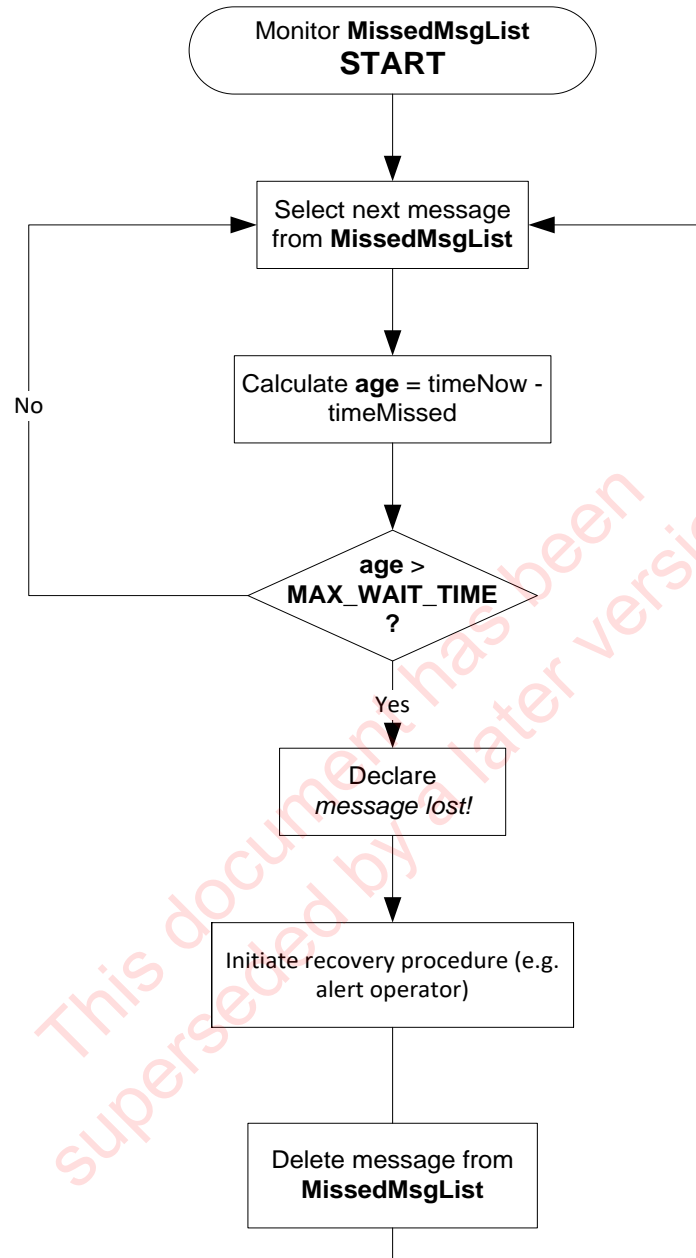 Monitor MissedMsgList
START
Select next message
from MissedMsgList
Calculate age = timeNow -
timeMissed
No
age >
MAX_WAIT_TIME
?
Yes
Declare
message lost!
Initiate recovery procedure (e.g.
alert operator)
Delete message from
MissedMsgList
This document has been
superseded by a later